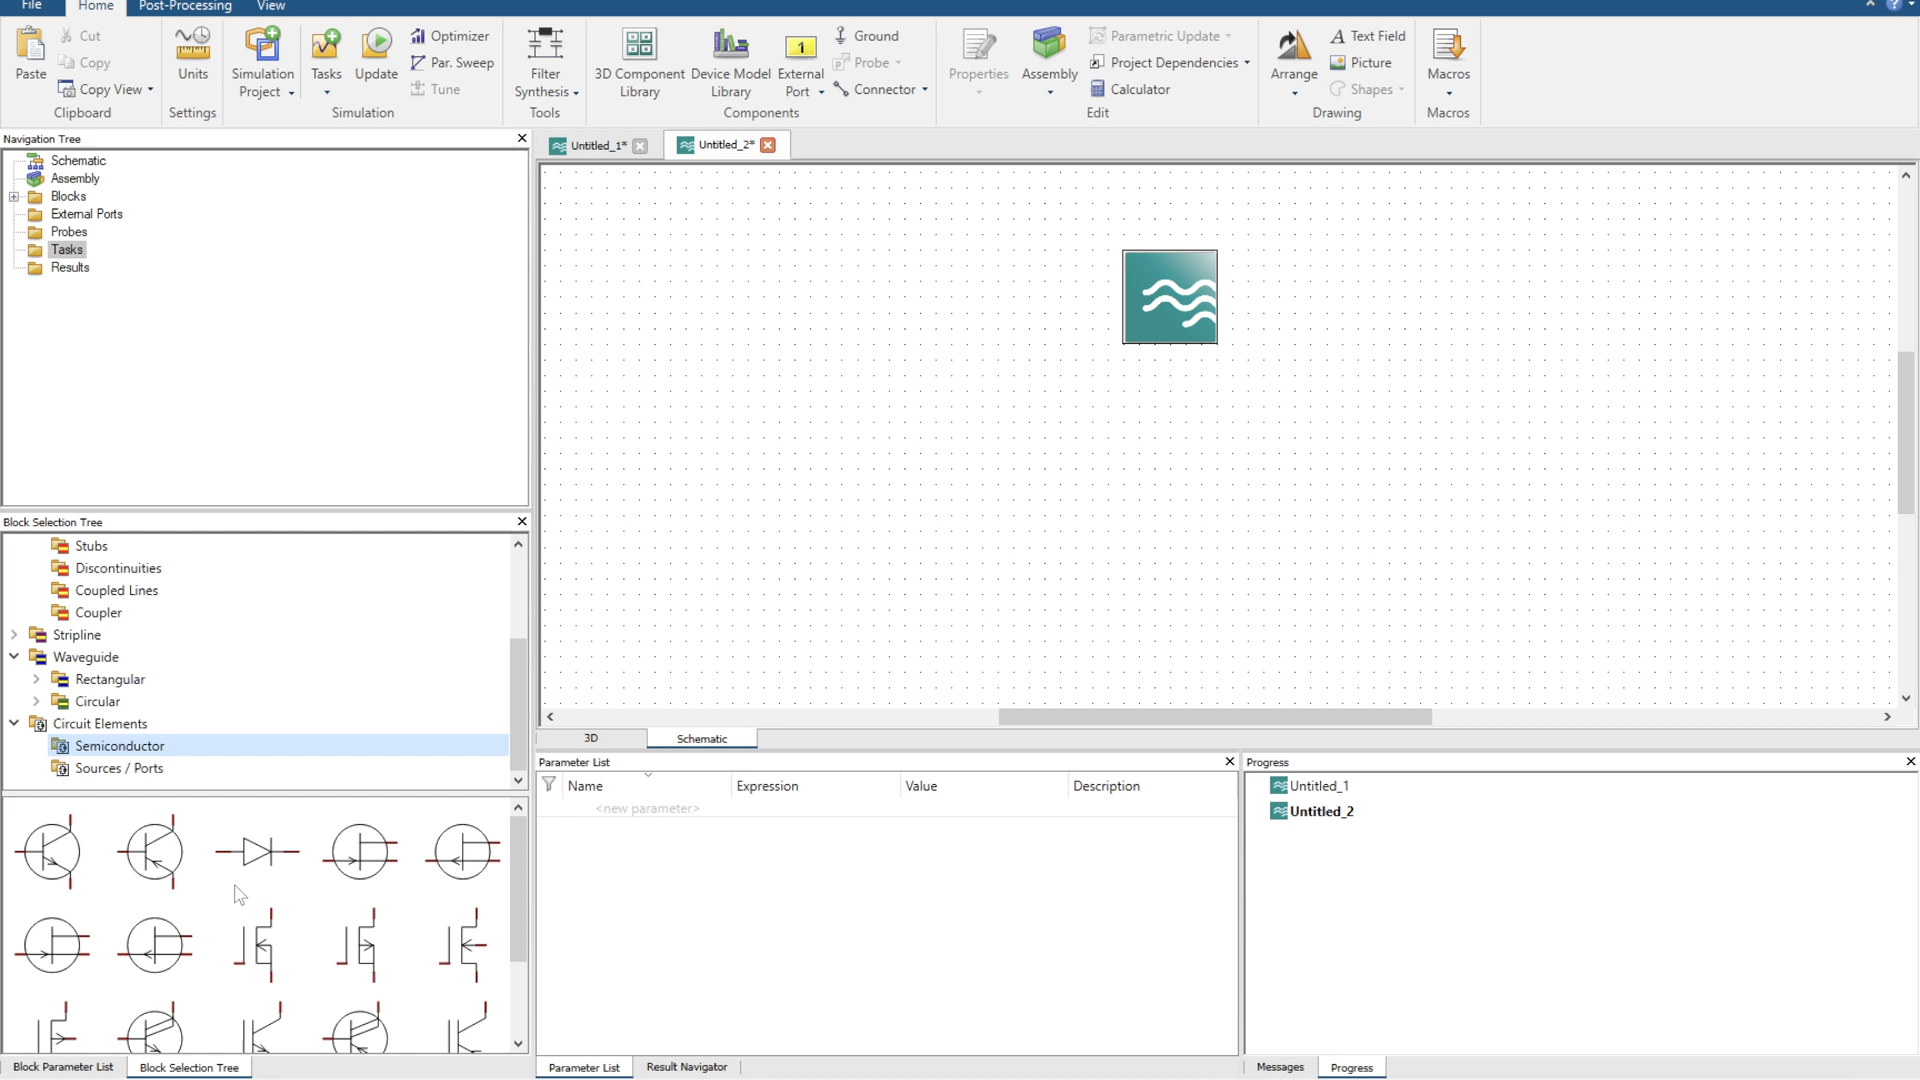 File Home Post-Processing View
Paste Cut Copy Copy View Clipboard
Units Settings
Simulation Project Tasks Update Optimizer Par. Sweep Tune Simulation
Filter Synthesis Tools
3D Component Library Device Model Library External Port 1 Ground Probe Connector Components
Properties Assembly Parametric Update Project Dependencies Calculator Edit
Arrange Text Field Picture Shapes Drawing
Macros Macros
Navigation Tree
Schematic
Assembly
Blocks
External Ports
Probes
Tasks
Results
Untitled_1* Untitled_2*
Block Selection Tree
Stubs
Discontinuities
Coupled Lines
Coupler
Stripline
Waveguide
Rectangular
Circular
Circuit Elements
Semiconductor
Sources / Ports
Block Parameter List Block Selection Tree
3D Schematic
Parameter List
Name Expression Value Description
<new parameter>
Parameter List Result Navigator
Progress
Untitled_1
Untitled_2
Messages Progress